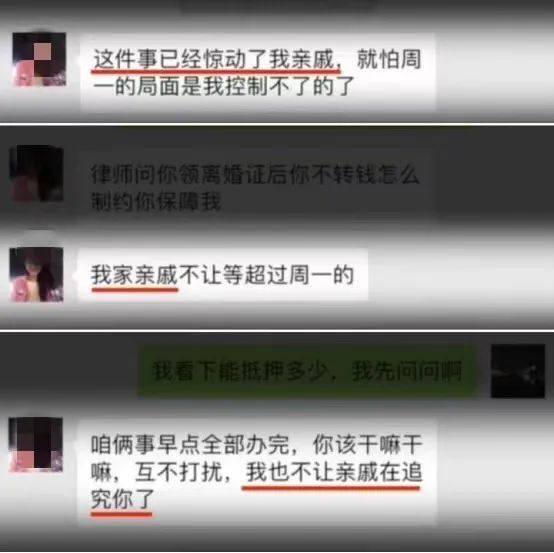 这件事已经惊动了我亲戚，就怕周
一的局面是我控制不了的了
律师问你领离婚证后你不转钱怎么
制约你保障我
我家亲戚不让等超过周一的
我看下能抵押多少，我先问问啊
咱俩事早点全部办完，你该干嘛干
嘛，互不打扰，我也不让亲戚在追
究你了